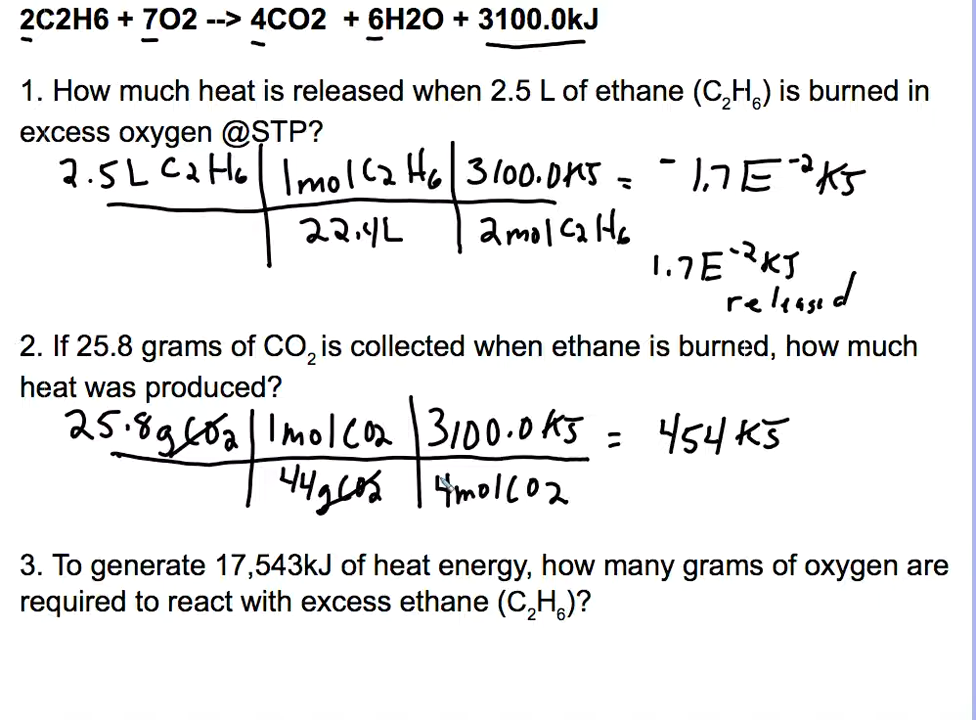 2C2H6 + 7O2 --> 4CO2 + 6H2O + 3100.0kJ
1. How much heat is released when 2.5 L of ethane (C₂H₆) is burned in
excess oxygen @STP?
2.5L C2H6 | 1mol C2H6 | 3100.0KJ = -1.7E⁻²KJ
22.4L | 2mol C2H6
1.7E⁻²KJ
released
2. If 25.8 grams of CO₂ is collected when ethane is burned, how much
heat was produced?
25.8g CO2 | 1mol CO2 | 3100.0 KJ = 454 KJ
44g CO2 | 4mol CO2
3. To generate 17,543kJ of heat energy, how many grams of oxygen are
required to react with excess ethane (C₂H₆)?